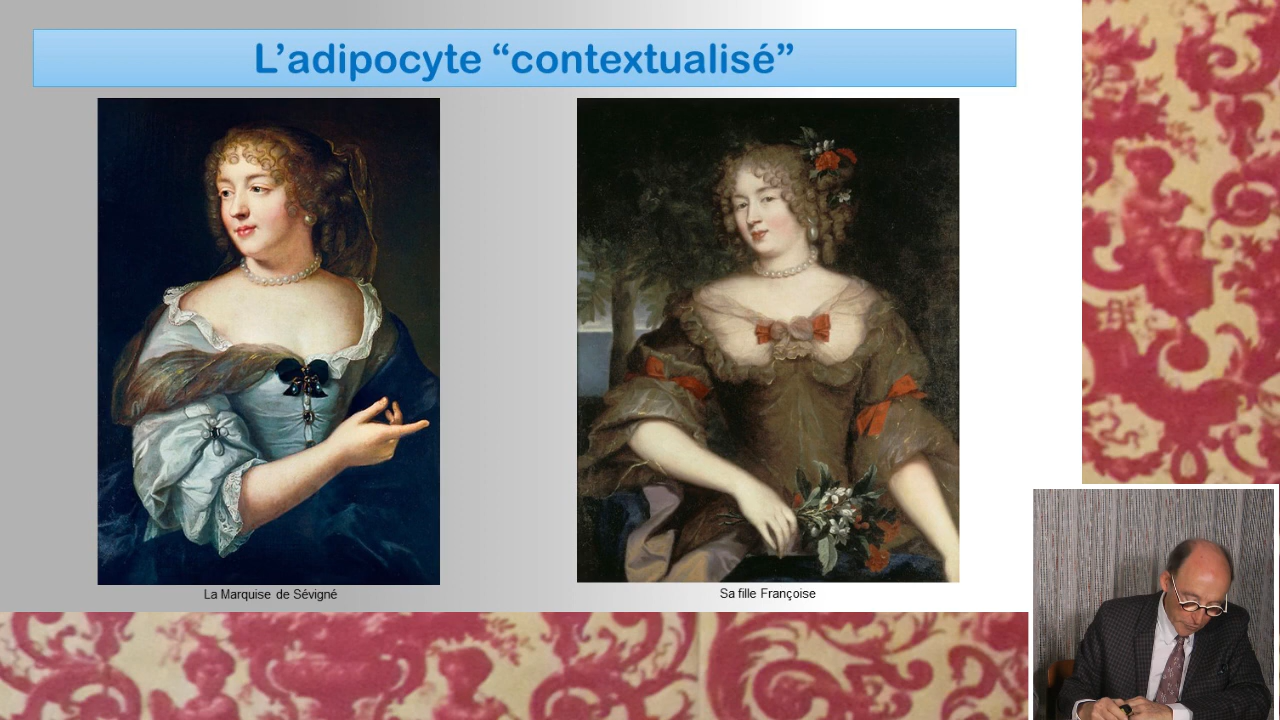 L’adipocyte “contextualisé”
La Marquise de Sévigné
Sa fille Françoise